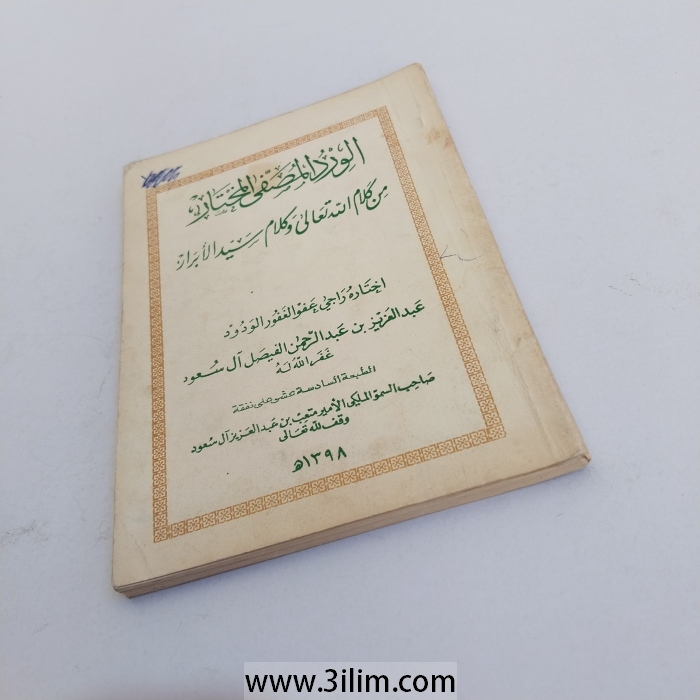 الورد المصفى المختار
من كلام الله تعالى وكلام سيد الأبرار
اختاره راجي عفو الغفور الودود
عبد العزيز بن عبد الرحمن الفيصل آل سعود
غفر الله له
الطبعة السادسة عشر على نفقة
صاحب السمو الملكي الأمير متعب بن عبد العزيز آل سعود
وقف لله تعالى
١٣٩٨هـ
www.3ilim.com